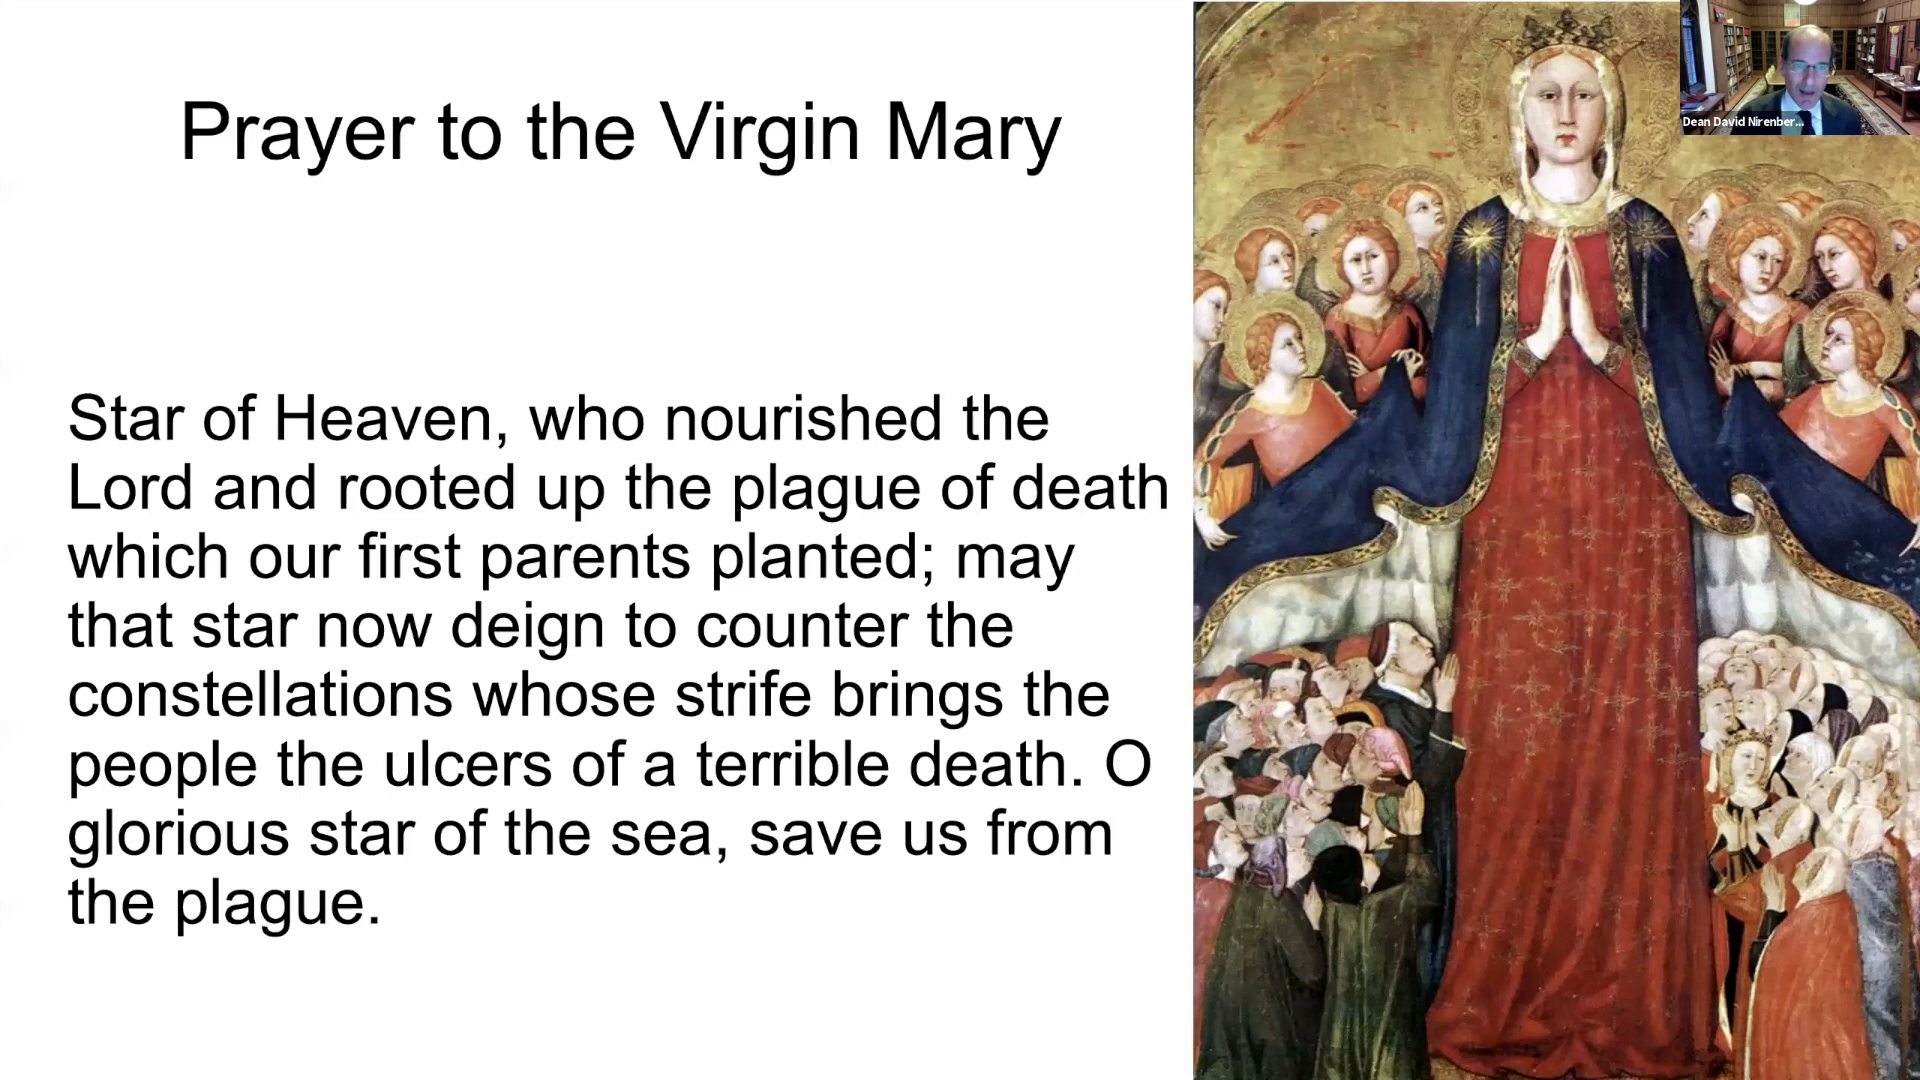 Prayer to the Virgin Mary
Star of Heaven, who nourished the
Lord and rooted up the plague of death
which our first parents planted; may
that star now deign to counter the
constellations whose strife brings the
people the ulcers of a terrible death. O
glorious star of the sea, save us from
the plague.
Dean David Nirenber...